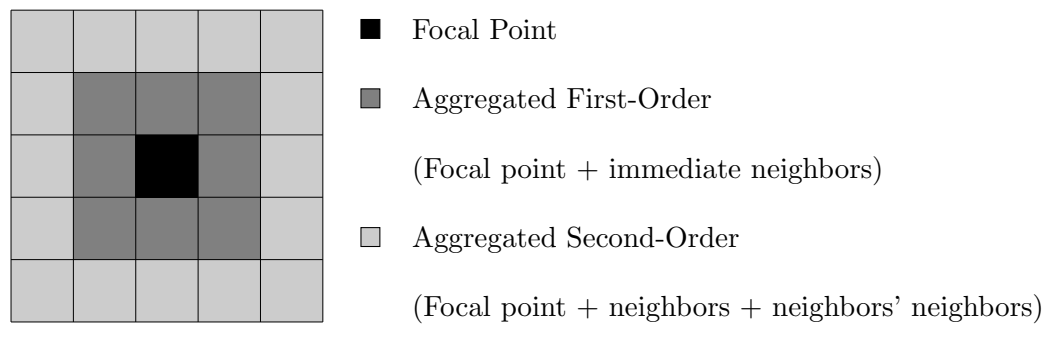 Focal Point
Aggregated First-Order
(Focal point + immediate neighbors)
Aggregated Second-Order
(Focal point + neighbors + neighbors’ neighbors)